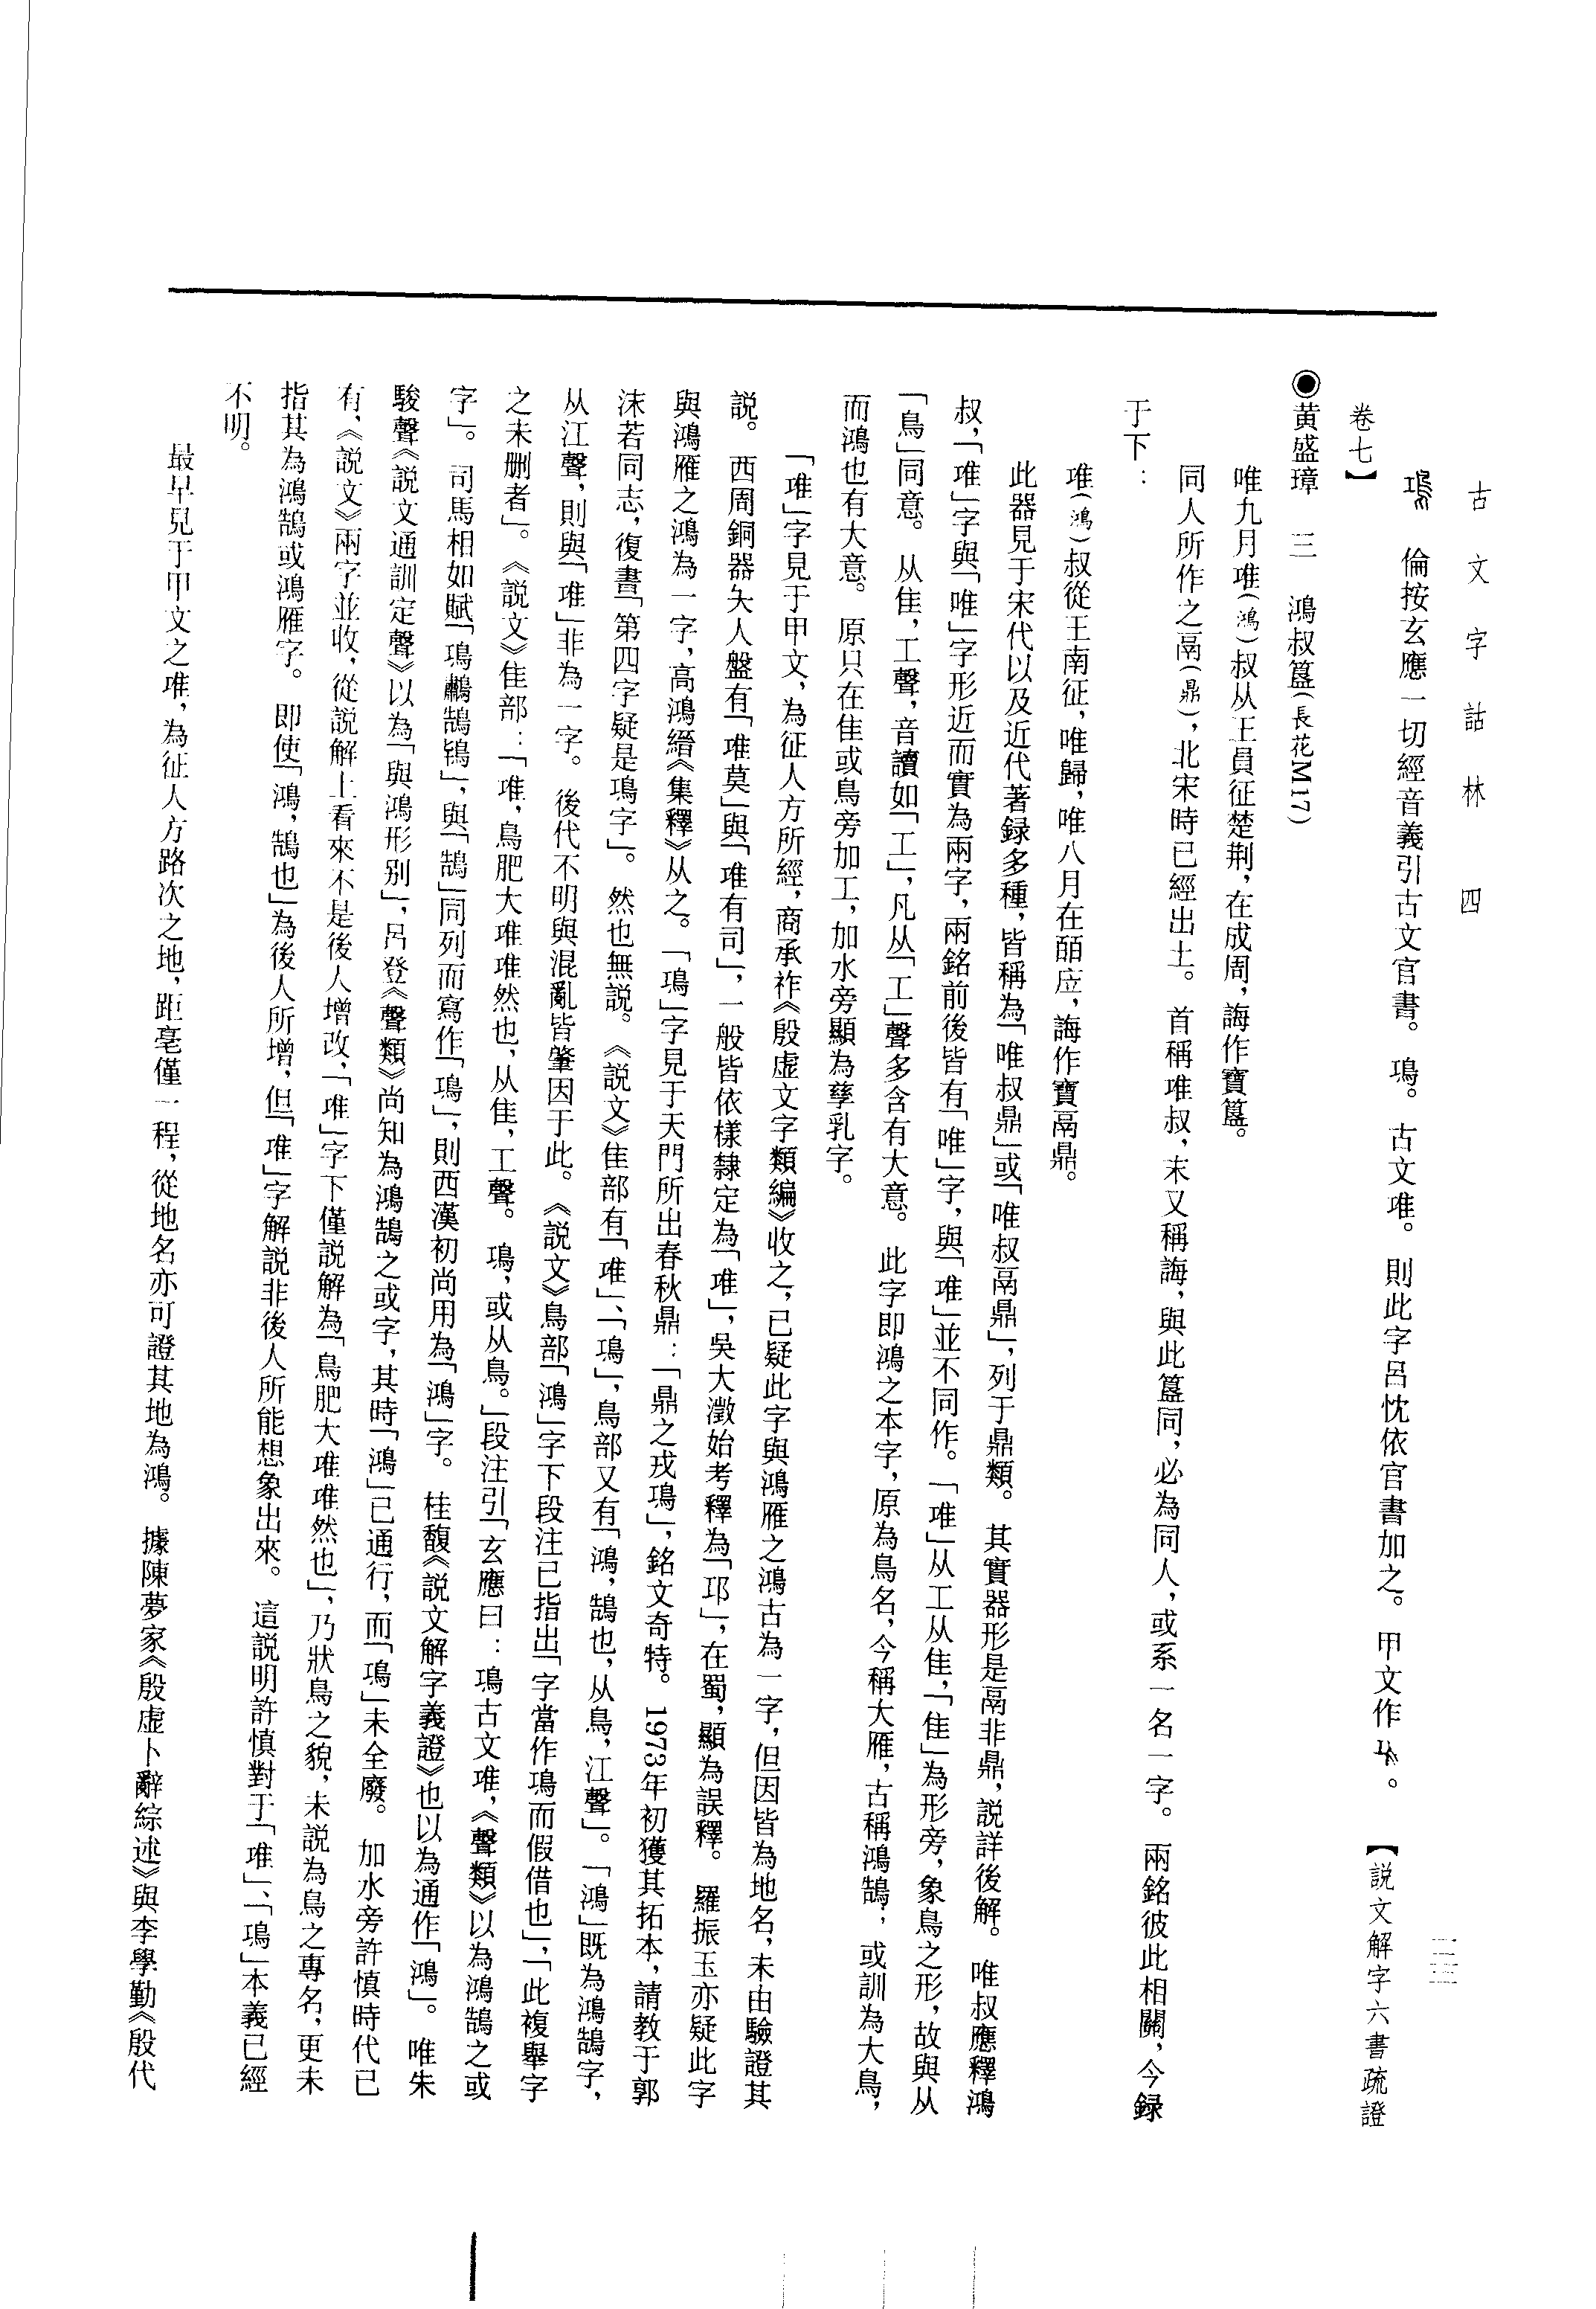 古文字詁林 四
䲨 倫按玄應一切經音義引古文官書。䲨。古文𨾊。則此字呂忱依官書加之。甲文作。【説文解字六書疏證
卷七】
◉黄盛璋 三 鴻叔簋(長花M17)
唯九月𨾊(鴻)叔从王員征楚荆,在成周,誨作寶簋。
同人所作之鬲(鼎),北宋時已經出土。首稱𨾊叔,末又稱誨,與此簋同,必為同人,或系一名一字。兩銘彼此相關,今録
于下:
𨾊(鴻)叔從王南征,唯歸,唯八月在皕应,誨作寶鬲鼎。
此器見于宋代以及近代著録多種,皆稱為「唯叔鼎」或「唯叔鬲鼎」,列于鼎類。其實器形是鬲非鼎,説詳後解。唯叔應釋鴻
叔,「𨾊」字與「唯」字形近而實為兩字,兩銘前後皆有「唯」字,與「𨾊」並不同作。「𨾊」从工从隹,「隹」為形旁,象鳥之形,故與从
「鳥」同意。从隹,工聲,音讀如「工」,凡从「工」聲多含有大意。此字即鴻之本字,原為鳥名,今稱大雁,古稱鴻鵠,或訓為大鳥,
而鴻也有大意。原只在隹或鳥旁加工,加水旁顯為孳乳字。
「𨾊」字見于甲文,為征人方所經,商承祚《殷虚文字類編》收之,已疑此字與鴻雁之鴻古為一字,但因皆為地名,未由驗證其
説。西周銅器夨人盤有「𨾊莫」與「𨾊有司」,一般皆依樣隸定為「𨾊」,吳大澂始考釋為「邛」,在蜀,顯為誤釋。羅振玉亦疑此字
與鴻雁之鴻為一字,高鴻縉《集釋》从之。「䲨」字見于天門所出春秋鼎:「鼎之戎䲨」,銘文奇特。1973年初獲其拓本,請教于郭
沫若同志,復書「第四字疑是䲨字」。然也無説。《説文》隹部有「𨾊」、「䲨」,鳥部又有「鴻,鵠也,从鳥,江聲」。「鴻」既為鴻鵠字,
从江聲,則與「𨾊」非為一字。後代不明與混亂皆肇因于此。《説文》鳥部「鴻」字下段注已指出「字當作䲨而假借也」,「此複舉字
之未删者」。《説文》隹部:「𨾊,鳥肥大𨾊𨾊然也,从隹,工聲。䲨,或从鳥。」段注引「玄應曰:䲨古文𨾊,《聲類》以為鴻鵠之或
字」。司馬相如賦「䲨鷫鵠鴇」,與「鵠」同列而寫作「䲨」,則西漢初尚用為「鴻」字。桂馥《説文解字義證》也以為通作「鴻」。唯朱
駿聲《説文通訓定聲》以為「與鴻形别」,呂登《聲類》尚知為鴻鵠之或字,其時「鴻」已通行,而「䲨」未全廢。加水旁許慎時代已
有,《説文》兩字並收,從説解上看來不是後人增改,「𨾊」字下僅説解為「鳥肥大𨾊𨾊然也」,乃狀鳥之貌,未説為鳥之專名,更未
指其為鴻鵠或鴻雁字。即使「鴻,鵠也」為後人所增,但「𨾊」字解説非後人所能想象出來。這説明許慎對于「𨾊」、「䲨」本義已經
不明。
最早見于甲文之𨾊,為征人方路次之地,距亳僅一程,從地名亦可證其地為鴻。據陳夢家《殷虚卜辭綜述》與李學勤《殷代